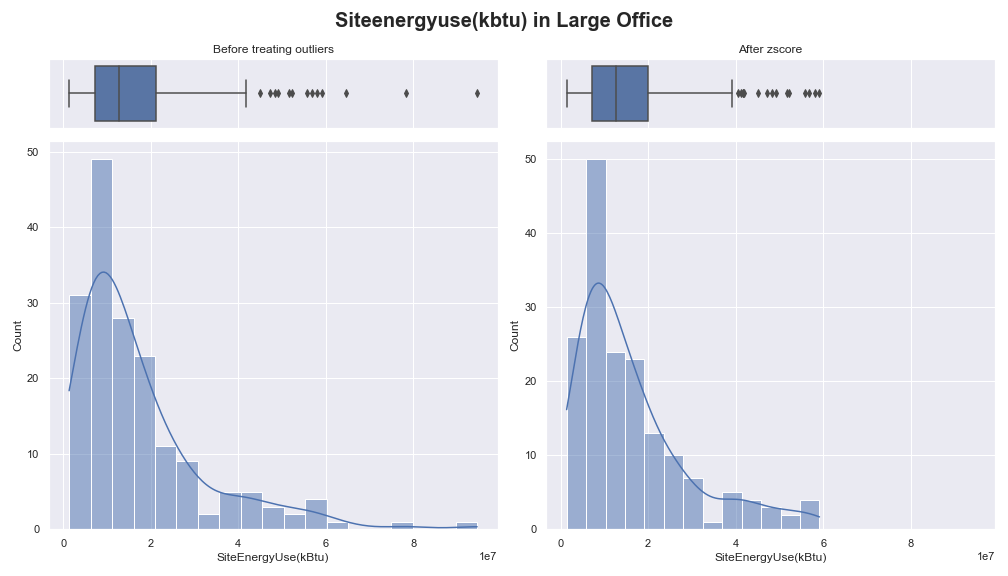 Siteenergyuse(kbtu) in Large Office
Before treating outliers
After zscore
50
40
30
20
10
0
Count
0 2 4 6 8
1e7
SiteEnergyUse(kBtu)
50
40
30
20
10
0
Count
0 2 4 6 8
1e7
SiteEnergyUse(kBtu)